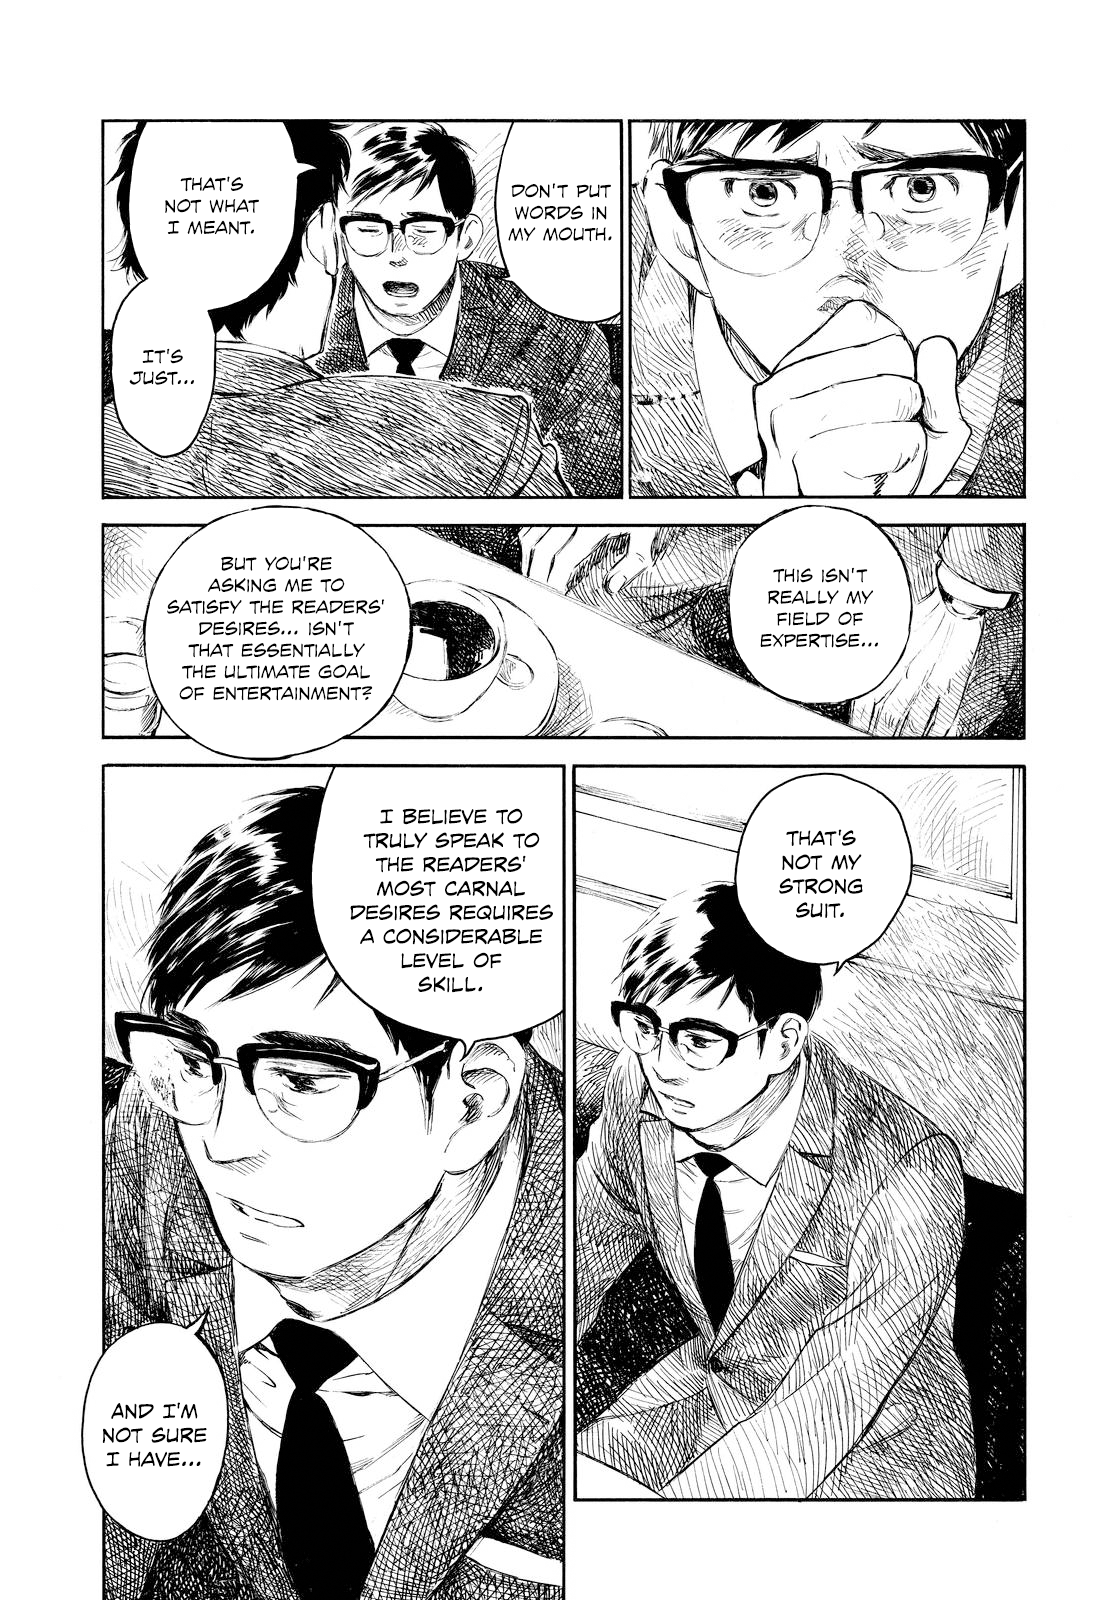 DON'T PUT
WORDS IN
MY MOUTH.
THAT'S
NOT WHAT
I MEANT.
IT'S
JUST...
THIS ISN'T
REALLY MY
FIELD OF
EXPERTISE...
BUT YOU'RE
ASKING ME TO
SATISFY THE READERS'
DESIRES... ISN'T
THAT ESSENTIALLY
THE ULTIMATE GOAL
OF ENTERTAINMENT?
THAT'S
NOT MY
STRONG
SUIT.
I BELIEVE TO
TRULY SPEAK TO
THE READERS'
MOST CARNAL
DESIRES REQUIRES
A CONSIDERABLE
LEVEL OF
SKILL.
AND I'M
NOT SURE
I HAVE...